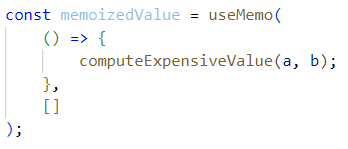 const memoizedValue = useMemo(
    () => {
        computeExpensiveValue(a, b);
    },
    []
);